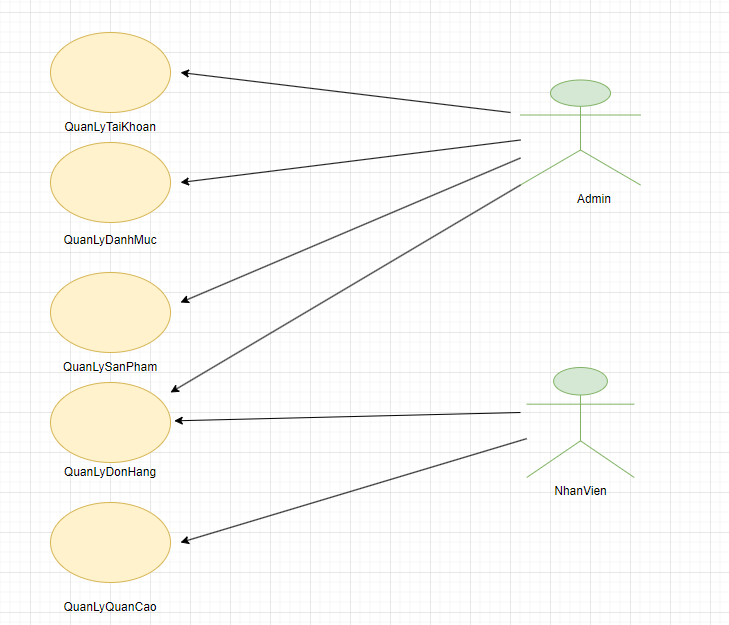 QuanLyTaiKhoan
Admin
QuanLyDanhMuc
QuanLySanPham
QuanLyDonHang
NhanVien
QuanLyQuanCao